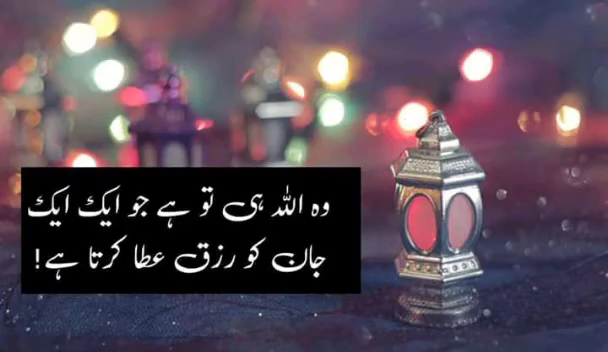 وہ اللہ ہی تو ہے جو ایک ایک
جان کو رزق عطا کرتا ہے!